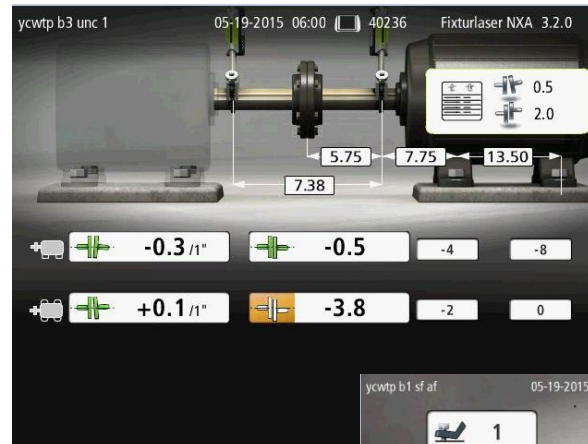 ycwtp b3 unc 1 05-19-2015 06:00 40236 Fixturlaser NXA 3.2.0
0.5
2.0
5.75 7.75 13.50
7.38
-0.3 /1" -0.5 -4 -8
+0.1 /1" -3.8 -2 0
ycwtp b1 sf af 05-19-2015
1